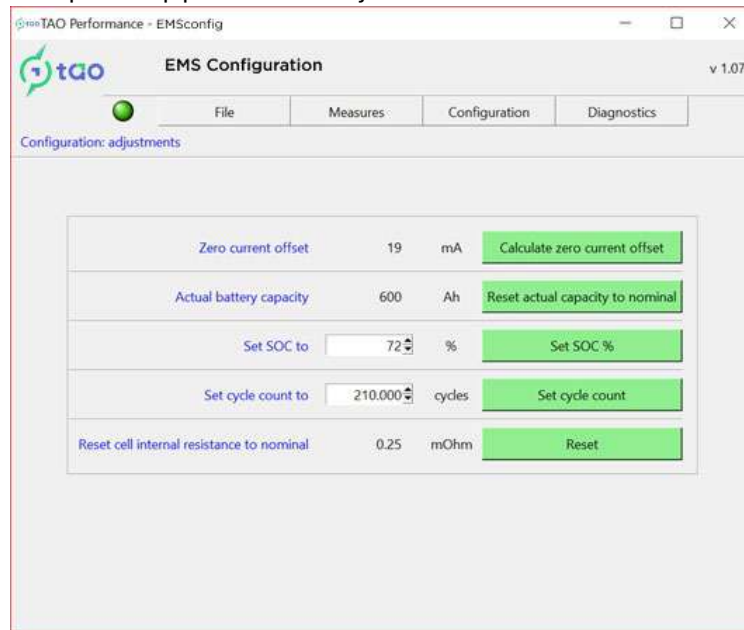 TAO Performance - EMSconfig
tao
EMS Configuration
v 1.07
File Measures Configuration Diagnostics
Configuration: adjustments
Zero current offset 19 mA Calculate zero current offset
Actual battery capacity 600 Ah Reset actual capacity to nominal
Set SOC to 72 % Set SOC %
Set cycle count to 210.000 cycles Set cycle count
Reset cell internal resistance to nominal 0.25 mOhm Reset